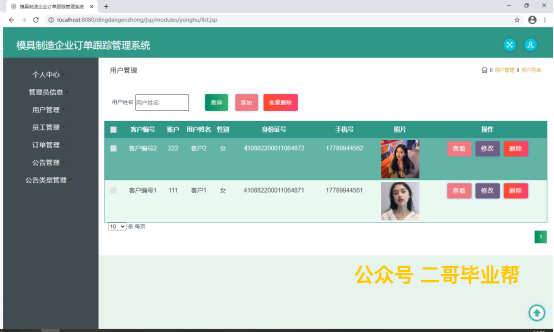 模具制造企业订单跟踪管理系统
localhost:8080/dingdangenzhong/jsp/modules/yonghu/list.jsp
模具制造企业订单跟踪管理系统
个人中心
管理员信息
用户管理
员工管理
订单管理
公告管理
公告类型管理
用户管理
用户管理
用户列表
用户姓名 用户姓名 查询 添加 批量删除
客户编号 账户 用户姓名 性别 身份证号 手机号 照片 操作
客户编号2 222 客户2 女 410882200011064872 17789944562 查看 修改 删除
客户编号1 111 客户1 女 410882200011064871 17789944561 查看 修改 删除
10 条 每页
1
公众号 二哥毕业帮